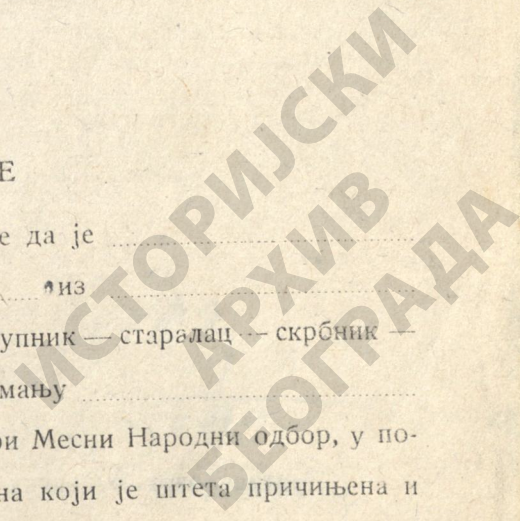 Е
е да је
из
упник — старалац — скрбник —
мању
ри Месни Народни одбор, у по-
на који је штета причињена и
ИСТОРИЈСКИ
АРХИВ
БЕОГРАДА